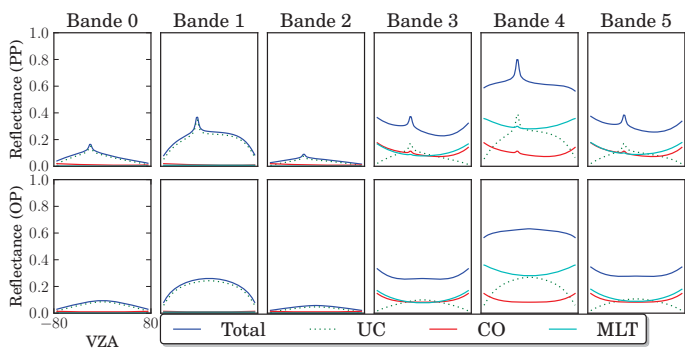 Bande 0 Bande 1 Bande 2 Bande 3 Bande 4 Bande 5
Reflectance (PP)
1.0
0.8
0.6
0.4
0.2
0.0
Reflectance (OP)
1.0
0.8
0.6
0.4
0.2
0.0
−80 80
VZA
Total UC CO MLT